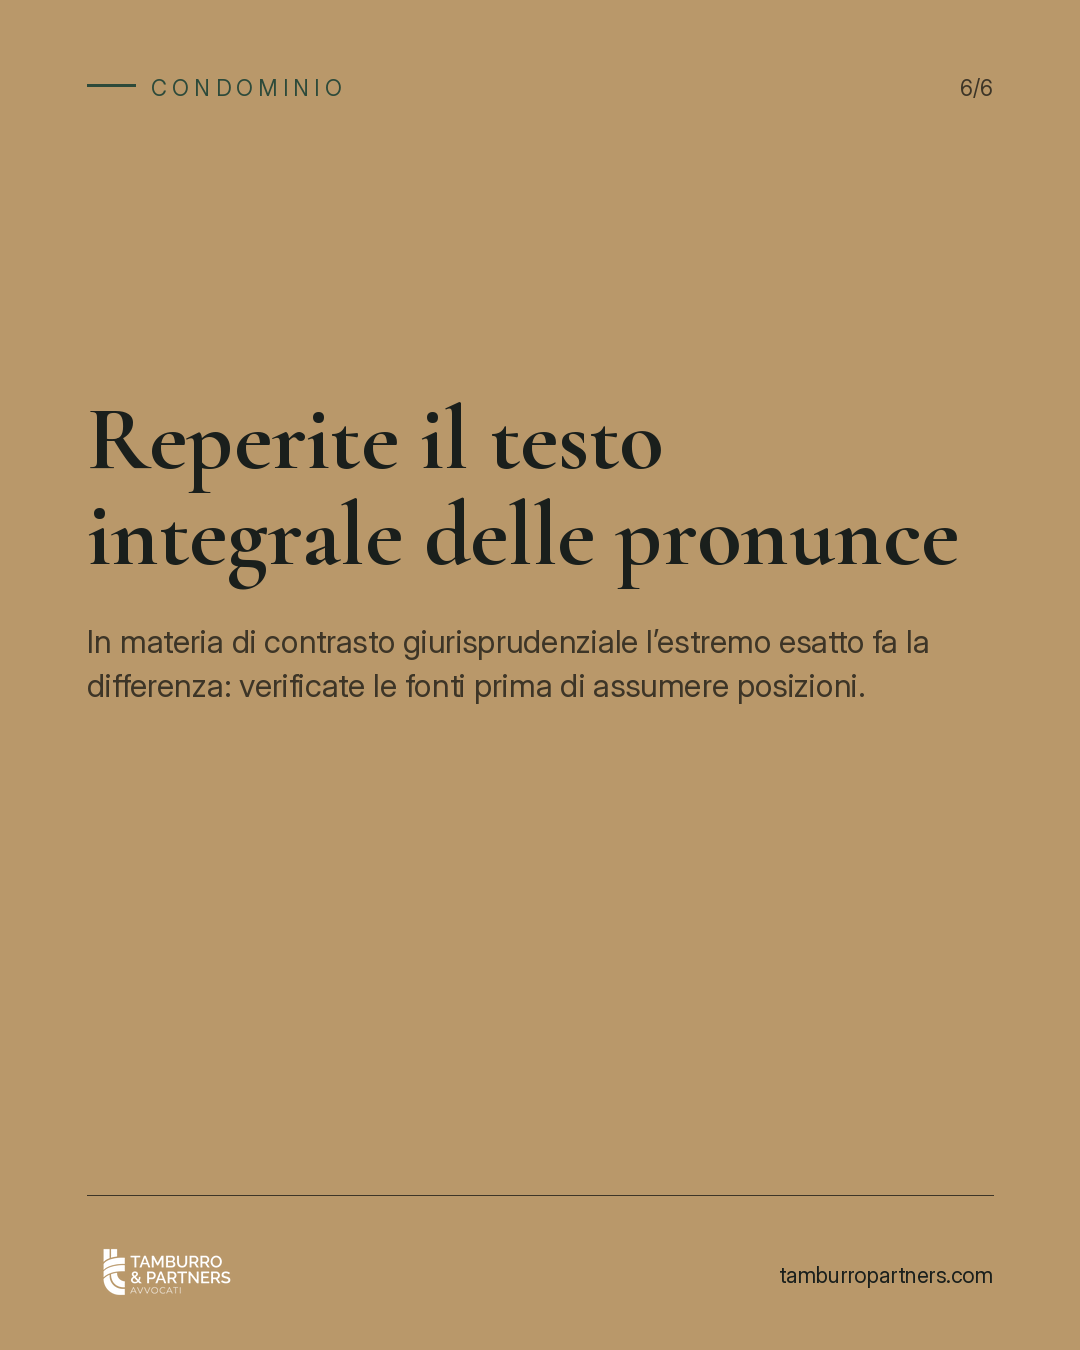 CONDOMINIO
6/6
Reperite il testo
integrale delle pronunce
In materia di contrasto giurisprudenziale l’estremo esatto fa la
differenza: verificate le fonti prima di assumere posizioni.
TAMBURRO
& PARTNERS
AVVOCATI
tamburropartners.com